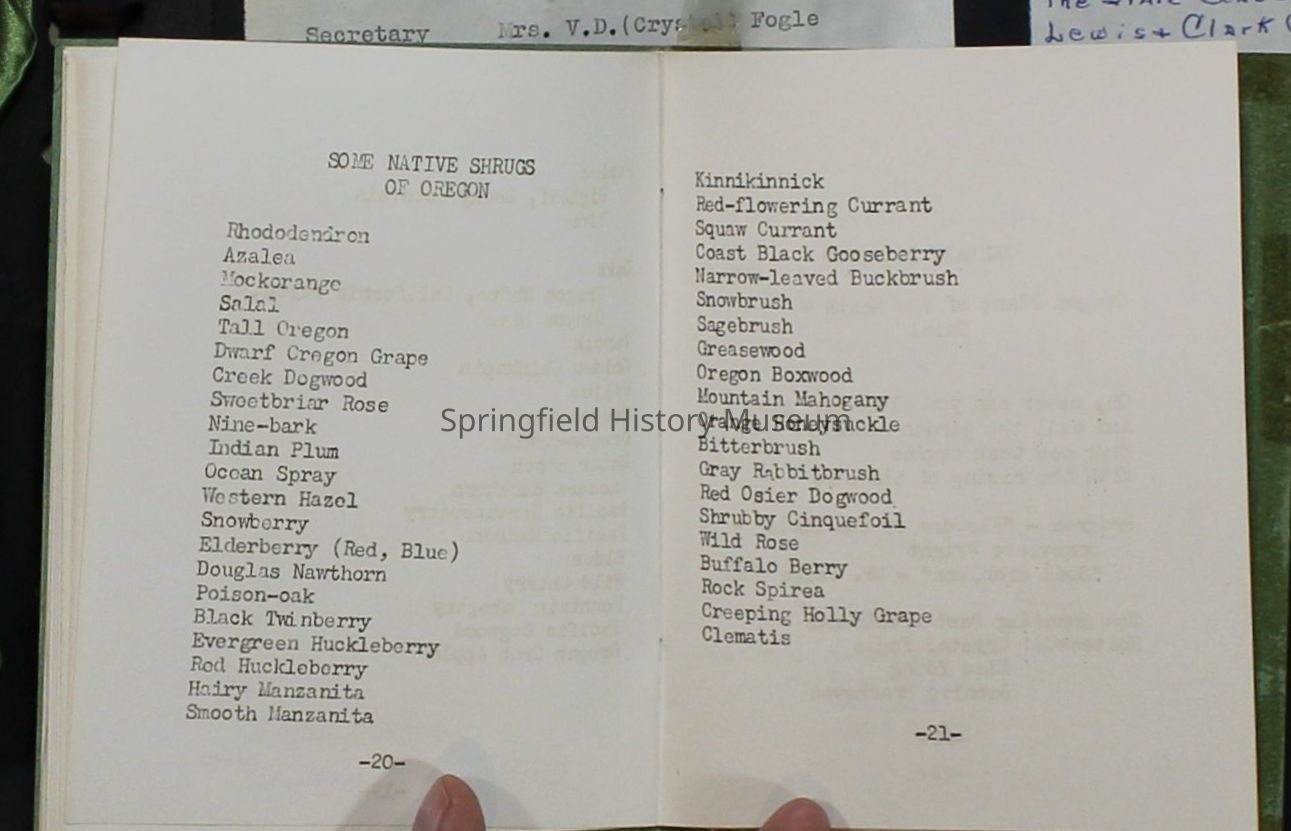 Secretary Mrs. V.D.(Crystal) Fogle
Lewis & Clark
SOME NATIVE SHRUGS
OF OREGON
Rhododendron
Azalea
Mockorange
Salal
Tall Oregon
Dwarf Oregon Grape
Creek Dogwood
Sweetbriar Rose
Nine-bark
Indian Plum
Ocean Spray
Western Hazel
Snowberry
Elderberry (Red, Blue)
Douglas Nawthorn
Poison-oak
Black Twinberry
Evergreen Huckleberry
Red Huckleberry
Hairy Manzanita
Smooth Manzanita
-20-
Kinnikinnick
Red-flowering Currant
Squaw Currant
Coast Black Gooseberry
Narrow-leaved Buckbrush
Snowbrush
Sagebrush
Greasewood
Oregon Boxwood
Mountain Mahogany
Orange Honeysuckle
Bitterbrush
Gray Rabbitbrush
Red Osier Dogwood
Shrubby Cinquefoil
Wild Rose
Buffalo Berry
Rock Spirea
Creeping Holly Grape
Clematis
-21-
Springfield History Museum